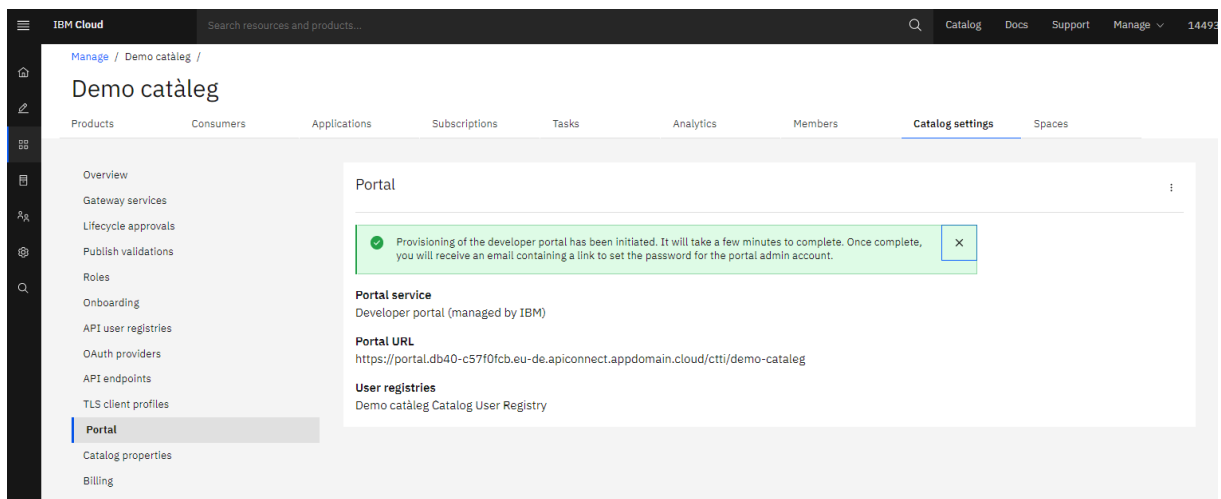 IBM Cloud
Search resources and products...
Catalog
Docs
Support
Manage
14493
Manage / Demo catàleg /
Demo catàleg
Products
Consumers
Applications
Subscriptions
Tasks
Analytics
Members
Catalog settings
Spaces
Overview
Gateway services
Lifecycle approvals
Publish validations
Roles
Onboarding
API user registries
OAuth providers
API endpoints
TLS client profiles
Portal
Catalog properties
Billing
Portal
Provisioning of the developer portal has been initiated. It will take a few minutes to complete. Once complete,
you will receive an email containing a link to set the password for the portal admin account.
Portal service
Developer portal (managed by IBM)
Portal URL
https://portal.db40-c57f0fcb.eu-de.apiconnect.appdomain.cloud/ctti/demo-cataleg
User registries
Demo catàleg Catalog User Registry